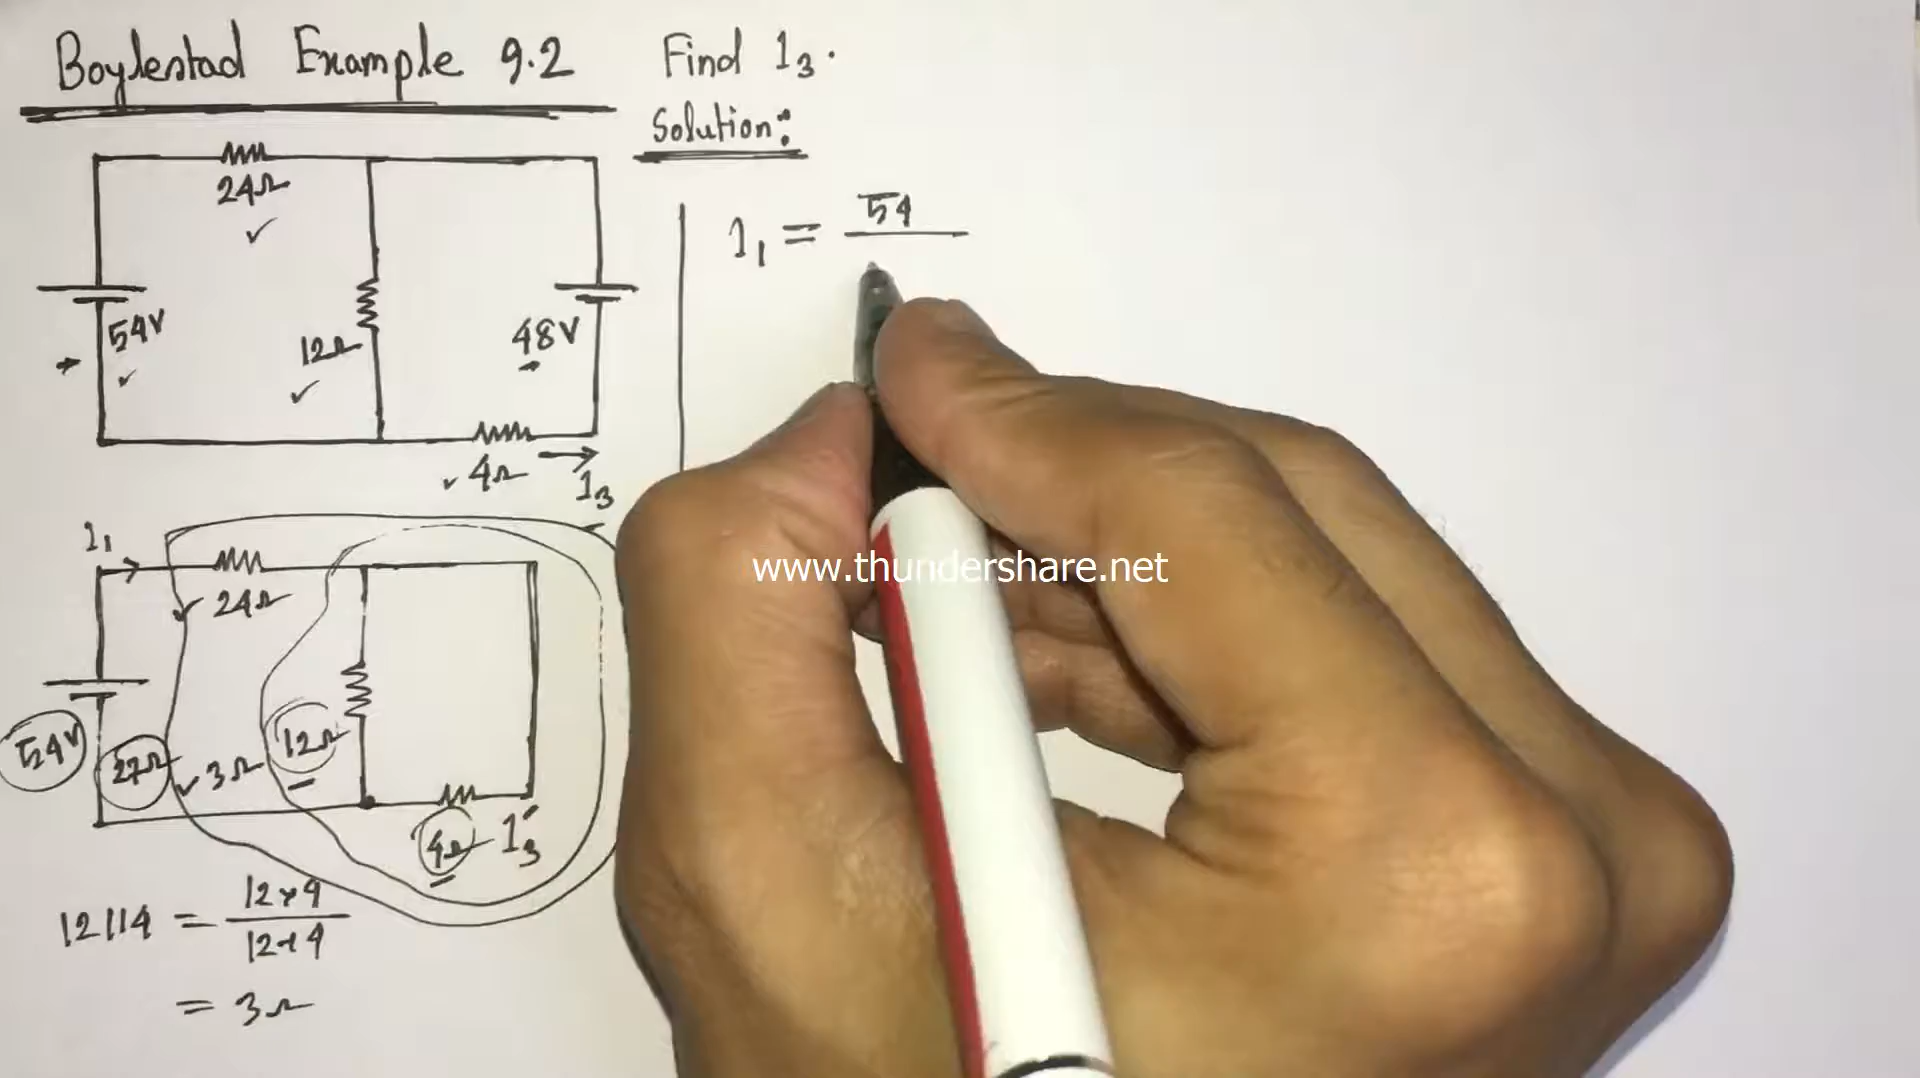 Boylestad Example 9.2
Find I3.
Solution:
24Ω
54V
12Ω
48V
4Ω
I3
I1
24Ω
54V
27Ω
3Ω
12Ω
4Ω
I3'
12||4 = 12×4
12+4
= 3Ω
I1 = 54
www.thundershare.net